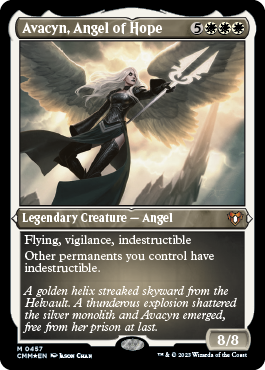 Avacyn, Angel of Hope 5
Legendary Creature — Angel
Flying, vigilance, indestructible
Other permanents you control have
indestructible.
A golden helix streaked skyward from the
Helvault. A thunderous explosion shattered
the silver monolith and Avacyn emerged,
free from her prison at last.
8/8
M 0457
CMM★EN Jason Chan
™ & © 2023 Wizards of the Coast